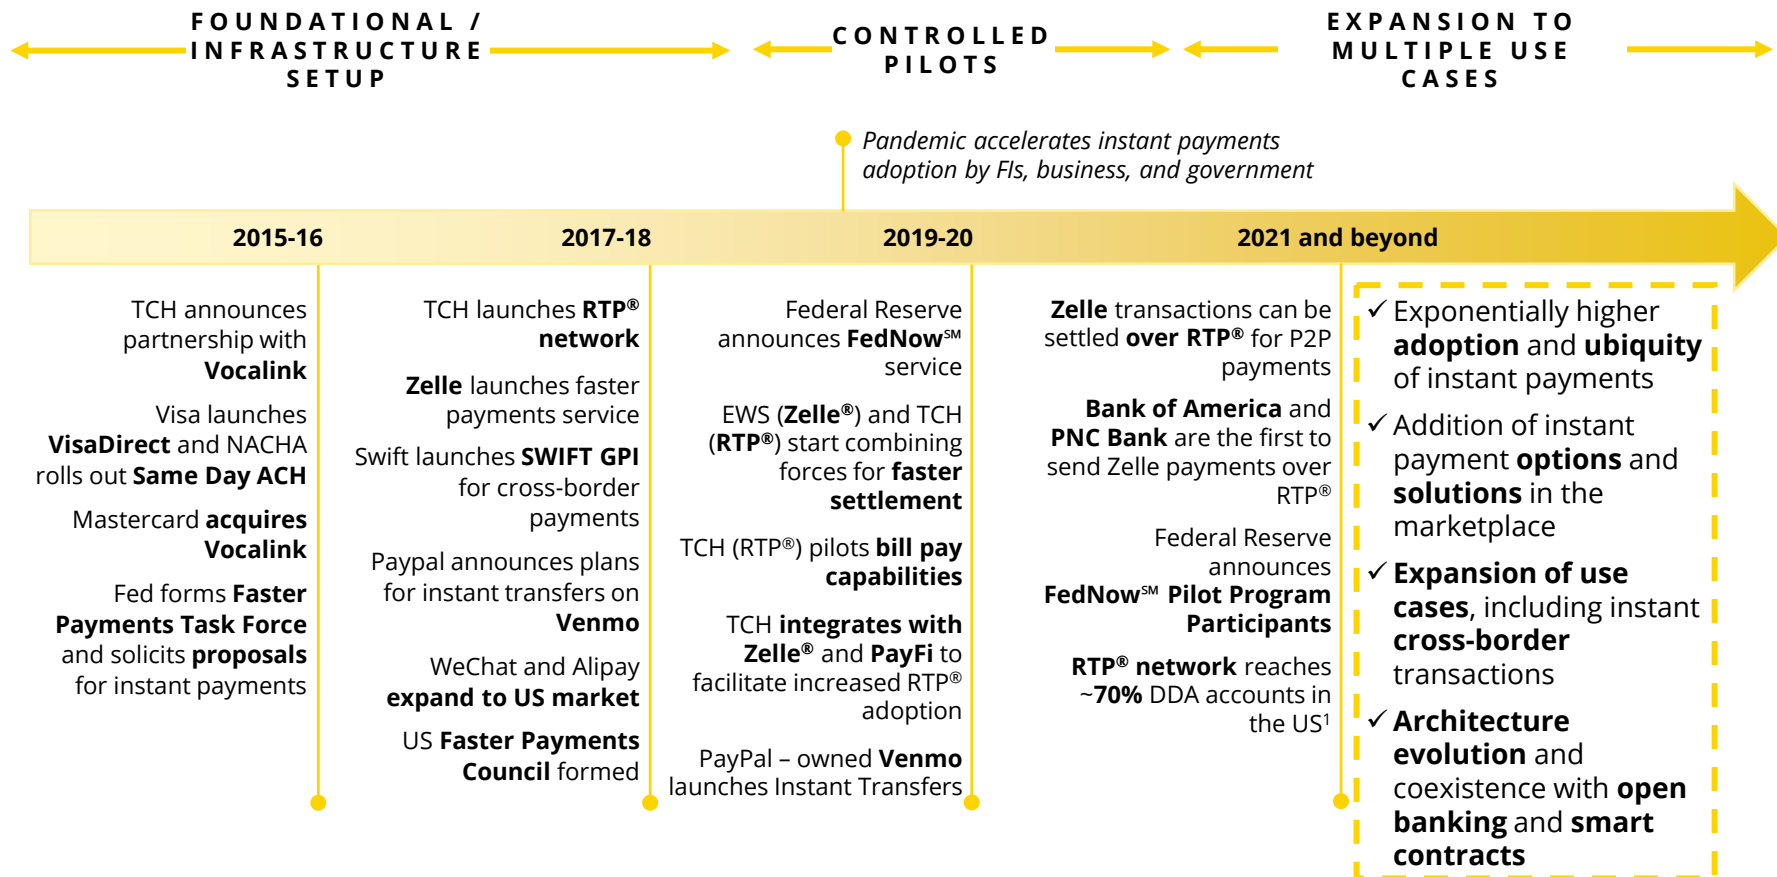 FOUNDATIONAL /
INFRASTRUCTURE
SETUP
CONTROLLED
PILOTS
EXPANSION TO
MULTIPLE USE
CASES
Pandemic accelerates instant payments
adoption by FIs, business, and government
2015-16
2017-18
2019-20
2021 and beyond
TCH announces
partnership with
Vocalink
Visa launches
VisaDirect and NACHA
rolls out Same Day ACH
Mastercard acquires
Vocalink
Fed forms Faster
Payments Task Force
and solicits proposals
for instant payments
TCH launches RTP®
network
Zelle launches faster
payments service
Swift launches SWIFT GPI
for cross-border
payments
Paypal announces plans
for instant transfers on
Venmo
WeChat and Alipay
expand to US market
US Faster Payments
Council formed
Federal Reserve
announces FedNow℠
service
EWS (Zelle®) and TCH
(RTP®) start combining
forces for faster
settlement
TCH (RTP®) pilots bill pay
capabilities
TCH integrates with
Zelle® and PayFi to
facilitate increased RTP®
adoption
PayPal – owned Venmo
launches Instant Transfers
Zelle transactions can be
settled over RTP® for P2P
payments
Bank of America and
PNC Bank are the first to
send Zelle payments over
RTP®
Federal Reserve
announces
FedNow℠ Pilot Program
Participants
RTP® network reaches
~70% DDA accounts in
the US¹
✓ Exponentially higher
adoption and ubiquity
of instant payments
✓ Addition of instant
payment options and
solutions in the
marketplace
✓ Expansion of use
cases, including instant
cross-border
transactions
✓ Architecture
evolution and
coexistence with open
banking and smart
contracts